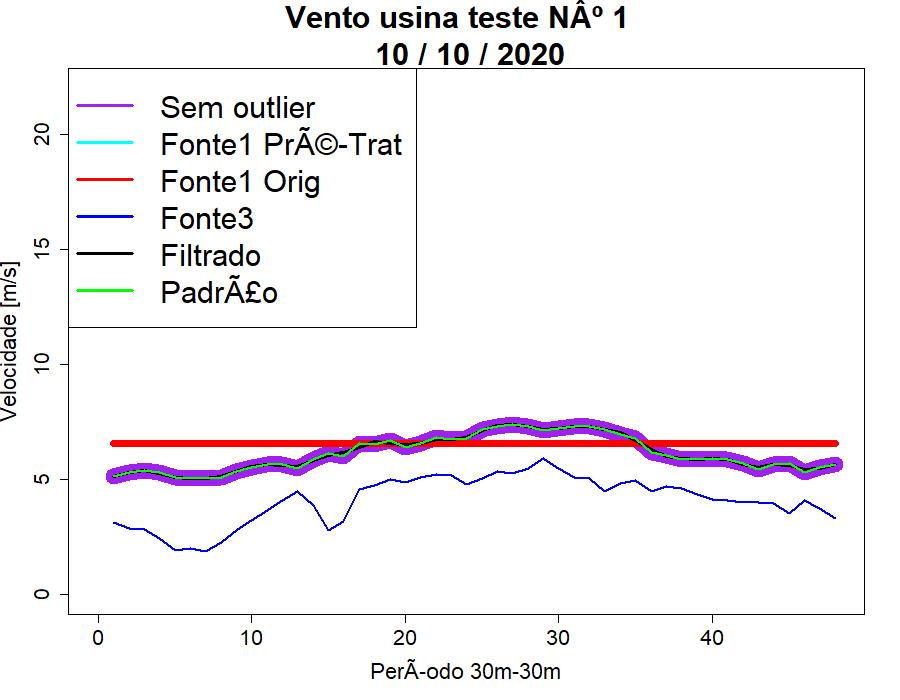 Vento usina teste NÂº 1
10 / 10 / 2020
Sem outlier
Fonte1 PrÃ©-Trat
Fonte1 Orig
Fonte3
Filtrado
PadrÃ£o
Velocidade [m/s]
20
15
10
5
0
0 10 20 30 40
PerÃ-odo 30m-30m